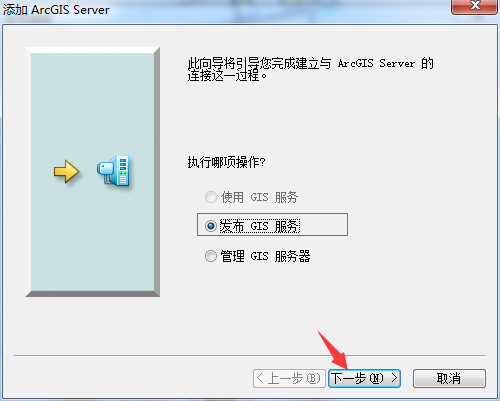 添加 ArcGIS Server
此向导将引导您完成建立与 ArcGIS Server 的
连接这一过程。
执行哪项操作?
使用 GIS 服务
发布 GIS 服务
管理 GIS 服务器
< 上一步(B) 下一步(N) > 取消